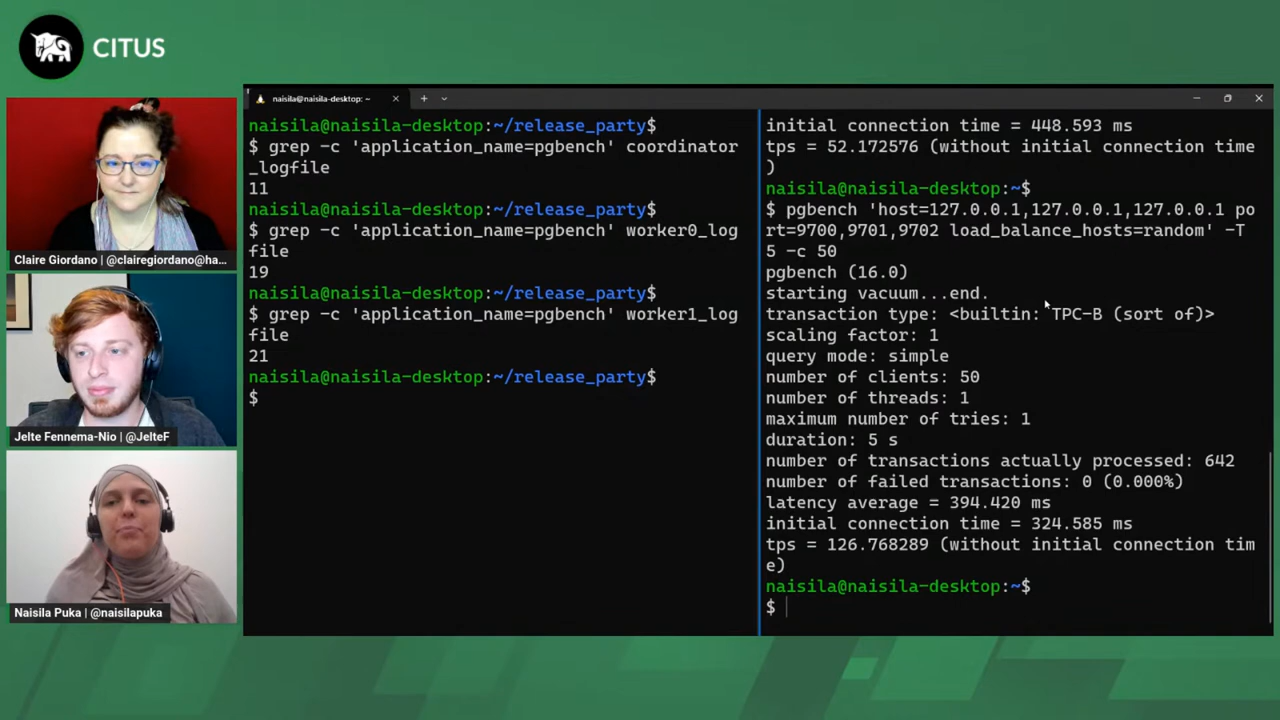 CITUS
Claire Giordano | @clairegiordano@ha...
Jelte Fennema-Nio | @JelteF
Naisila Puka | @naisilapuka
naisila@naisila-desktop: ~
naisila@naisila-desktop:~/release_party$
$ grep -c 'application_name=pgbench' coordinator
_logfile
11
naisila@naisila-desktop:~/release_party$
$ grep -c 'application_name=pgbench' worker0_log
file
19
naisila@naisila-desktop:~/release_party$
$ grep -c 'application_name=pgbench' worker1_log
file
21
naisila@naisila-desktop:~/release_party$
$
initial connection time = 448.593 ms
tps = 52.172576 (without initial connection time
)
naisila@naisila-desktop:~$
$ pgbench 'host=127.0.0.1,127.0.0.1,127.0.0.1 po
rt=9700,9701,9702 load_balance_hosts=random' -T
5 -c 50
pgbench (16.0)
starting vacuum...end.
transaction type: <builtin: TPC-B (sort of)>
scaling factor: 1
query mode: simple
number of clients: 50
number of threads: 1
maximum number of tries: 1
duration: 5 s
number of transactions actually processed: 642
number of failed transactions: 0 (0.000%)
latency average = 394.420 ms
initial connection time = 324.585 ms
tps = 126.768289 (without initial connection tim
e)
naisila@naisila-desktop:~$
$